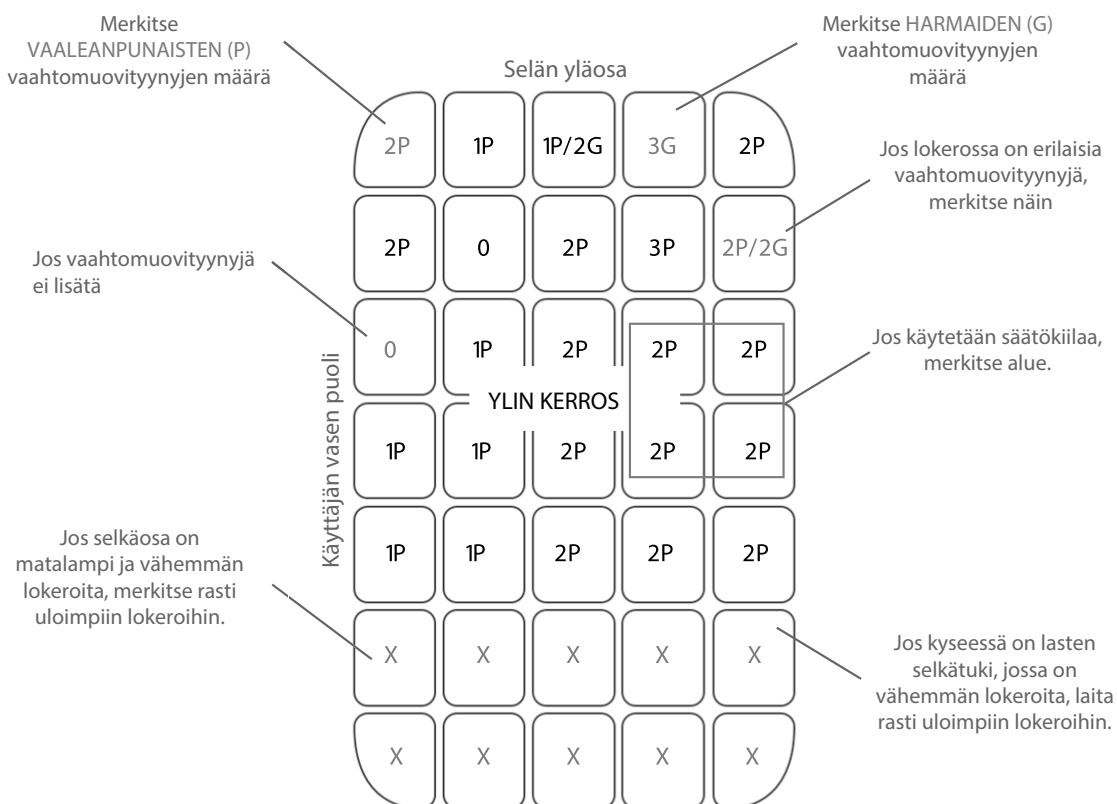 Merkitse
VAALEANPUNAISTEN (P)
vaahtomuovityynyjen määrä
Merkitse HARMAIDEN (G)
vaahtomuovityynyjen
määrä
Selän yläosa
2P 1P 1P/2G 3G 2P
Jos lokerossa on erilaisia
vaahtomuovityynyjä,
merkitse näin
2P 0 2P 3P 2P/2G
Jos vaahtomuovityynyjä
ei lisätä
0 1P 2P 2P 2P
Jos käytetään säätökiilaa,
merkitse alue.
YLIN KERROS
Käyttäjän vasen puoli
1P 1P 2P 2P 2P
1P 1P 2P 2P 2P
Jos selkäosa on
matalampi ja vähemmän
lokeroita, merkitse rasti
uloimpiin lokeroihin.
X X X X X
Jos kyseessä on lasten
selkätuki, jossa on
vähemmän lokeroita, laita
rasti uloimpiin lokeroihin.
X X X X X